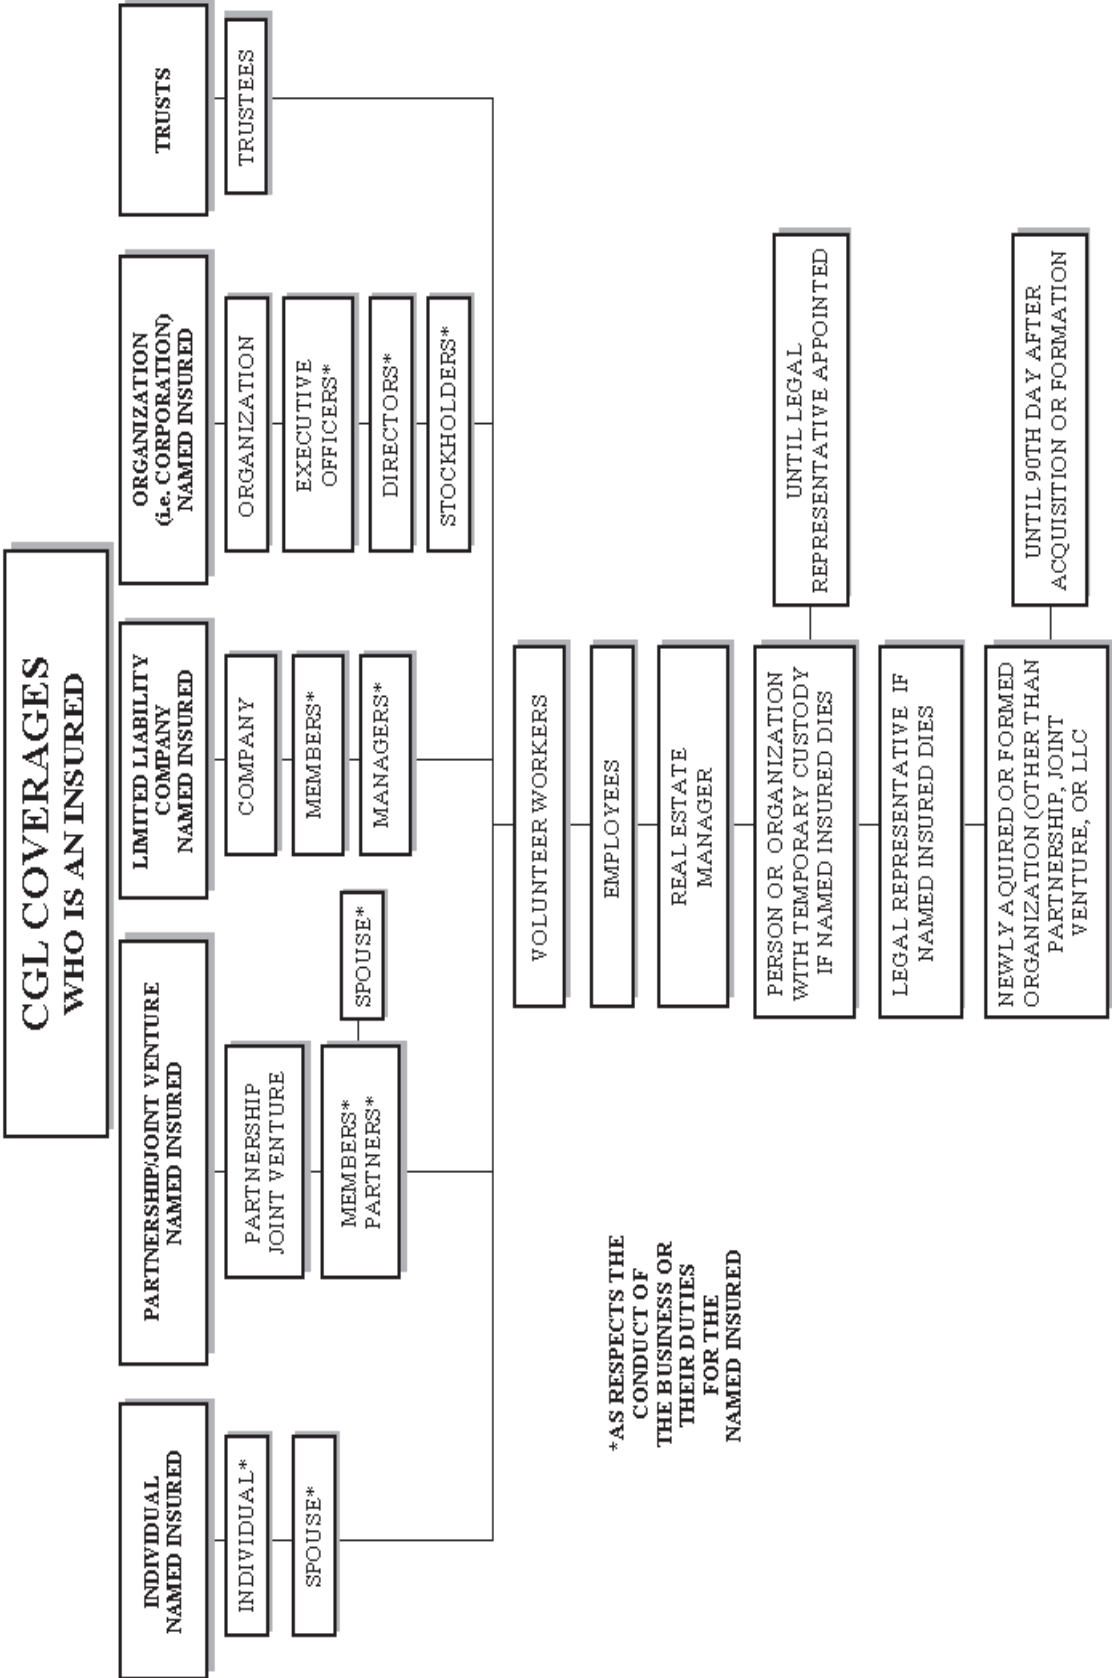 CGL COVERAGES
WHO IS AN INSURED
INDIVIDUAL
NAMED INSURED
INDIVIDUAL*
SPOUSE*
PARTNERSHIP/JOINT VENTURE
NAMED INSURED
PARTNERSHIP
JOINT VENTURE
MEMBERS*
PARTNERS*
SPOUSE*
LIMITED LIABILITY
COMPANY
NAMED INSURED
COMPANY
MEMBERS*
MANAGERS*
ORGANIZATION
(i.e. CORPORATION)
NAMED INSURED
ORGANIZATION
EXECUTIVE
OFFICERS*
DIRECTORS*
STOCKHOLDERS*
TRUSTS
TRUSTEES
VOLUNTEER WORKERS
EMPLOYEES
REAL ESTATE
MANAGER
PERSON OR ORGANIZATION
WITH TEMPORARY CUSTODY
IF NAMED INSURED DIES
UNTIL LEGAL
REPRESENTATIVE APPOINTED
LEGAL REPRESENTATIVE IF
NAMED INSURED DIES
NEWLY AQUIRED OR FORMED
ORGANIZATION (OTHER THAN
PARTNERSHIP, JOINT
VENTURE, OR LLC
UNTIL 90TH DAY AFTER
ACQUISITION OR FORMATION
*AS RESPECTS THE
CONDUCT OF
THE BUSINESS OR
THEIR DUTIES
FOR THE
NAMED INSURED